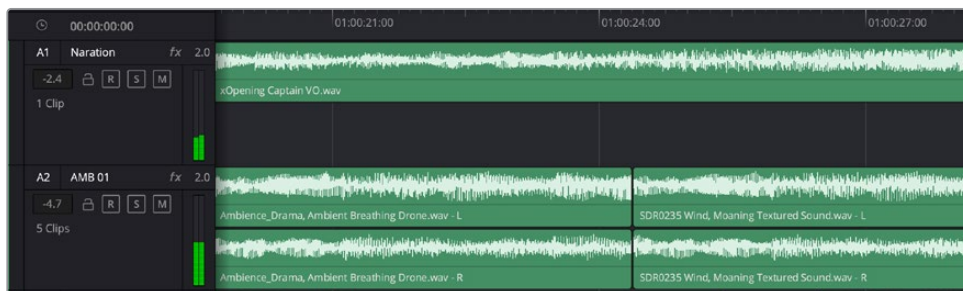 00:00:00:00 01:00:21:00 01:00:24:00 01:00:27:00
A1 Naration fx 2.0
-2.4 R S M
xOpening Captain VO.wav
1 Clip
A2 AMB 01 fx 2.0
-4.7 R S M
Ambience_Drama, Ambient Breathing Drone.wav - L SDR0235 Wind, Moaning Textured Sound.wav - L
5 Clips
Ambience_Drama, Ambient Breathing Drone.wav - R SDR0235 Wind, Moaning Textured Sound.wav - R